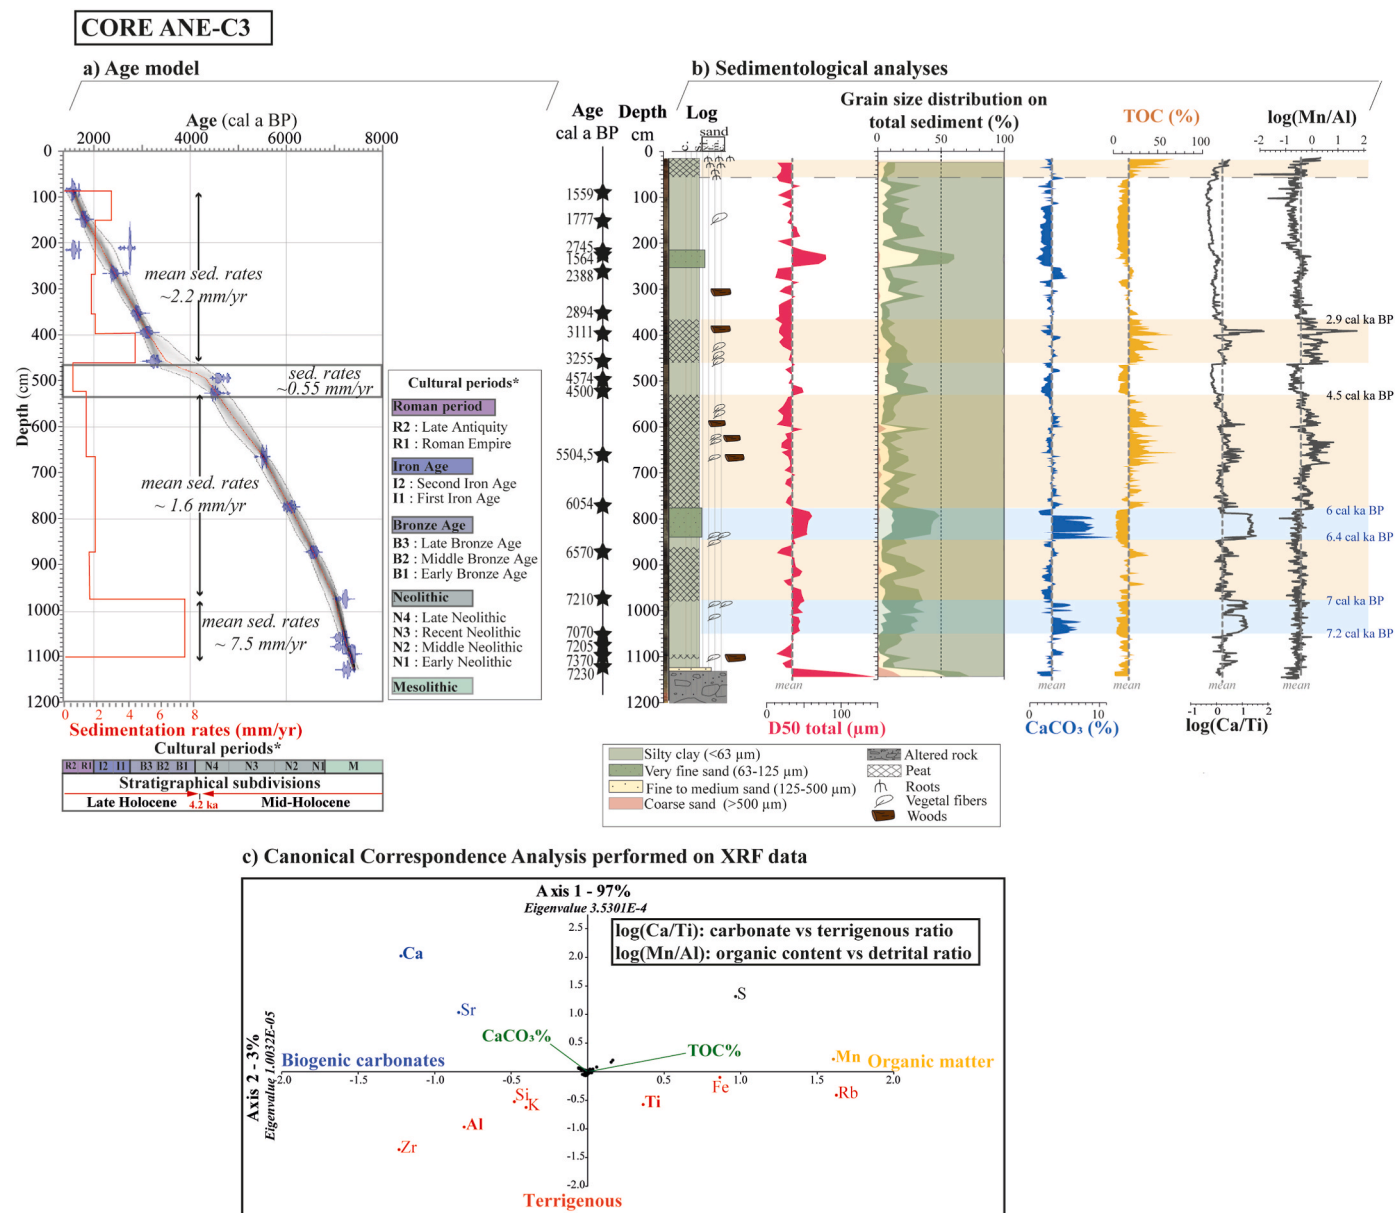 CORE ANE-C3
a) Age model
Age (cal a BP)
2000 4000 6000 8000
0
100
200
300
400
500
600
700
800
900
1000
1100
1200
Depth (cm)
mean sed. rates
~2.2 mm/yr
sed. rates
~0.55 mm/yr
mean sed. rates
~ 1.6 mm/yr
mean sed. rates
~ 7.5 mm/yr
0 2 4 6 8
Sedimentation rates (mm/yr)
Cultural periods*
R2 R1 I2 I1 B3 B2 B1 N4 N3 N2 N1 M
Stratigraphical subdivisions
Late Holocene 4.2 ka Mid-Holocene
Cultural periods*
Roman period
R2 : Late Antiquity
R1 : Roman Empire
Iron Age
I2 : Second Iron Age
I1 : First Iron Age
Bronze Age
B3 : Late Bronze Age
B2 : Middle Bronze Age
B1 : Early Bronze Age
Neolithic
N4 : Late Neolithic
N3 : Recent Neolithic
N2 : Middle Neolithic
N1 : Early Neolithic
Mesolithic
b) Sedimentological analyses
Age
cal a BP
1559
1777
2745
1564
2388
2894
3111
3255
4574
4500
5504,5
6054
6570
7210
7070
7205
7370
7230
Depth
cm
0
100
200
300
400
500
600
700
800
900
1000
1100
1200
Log
sand
Grain size distribution on
total sediment (%)
0 50 100
TOC (%)
0 50 100
log(Mn/Al)
-2 -1 0 1 2
2.9 cal ka BP
4.5 cal ka BP
6 cal ka BP
6.4 cal ka BP
7 cal ka BP
7.2 cal ka BP
mean
mean
mean
mean
mean
0 100
D50 total (µm)
0 10
CaCO₃ (%)
-1 0 1 2
log(Ca/Ti)
Silty clay (<63 µm)
Very fine sand (63-125 µm)
Fine to medium sand (125-500 µm)
Coarse sand (>500 µm)
Altered rock
Peat
Roots
Vegetal fibers
Woods
c) Canonical Correspondence Analysis performed on XRF data
Axis 1 - 97%
Eigenvalue 3.5301E-4
log(Ca/Ti): carbonate vs terrigenous ratio
log(Mn/Al): organic content vs detrital ratio
2.5
2.0
1.5
1.0
0.5
-0.5
-1.0
-1.5
-2.0
Ca
S
Sr
CaCO₃%
TOC%
Biogenic carbonates
Mn
Organic matter
Axis 2 - 3%
Eigenvalue 1.0032E-05
-2.0 -1.5 -1.0 -0.5 0.5 1.0 1.5 2.0
Si
K
Ti
Fe
Rb
Al
Zr
Terrigenous